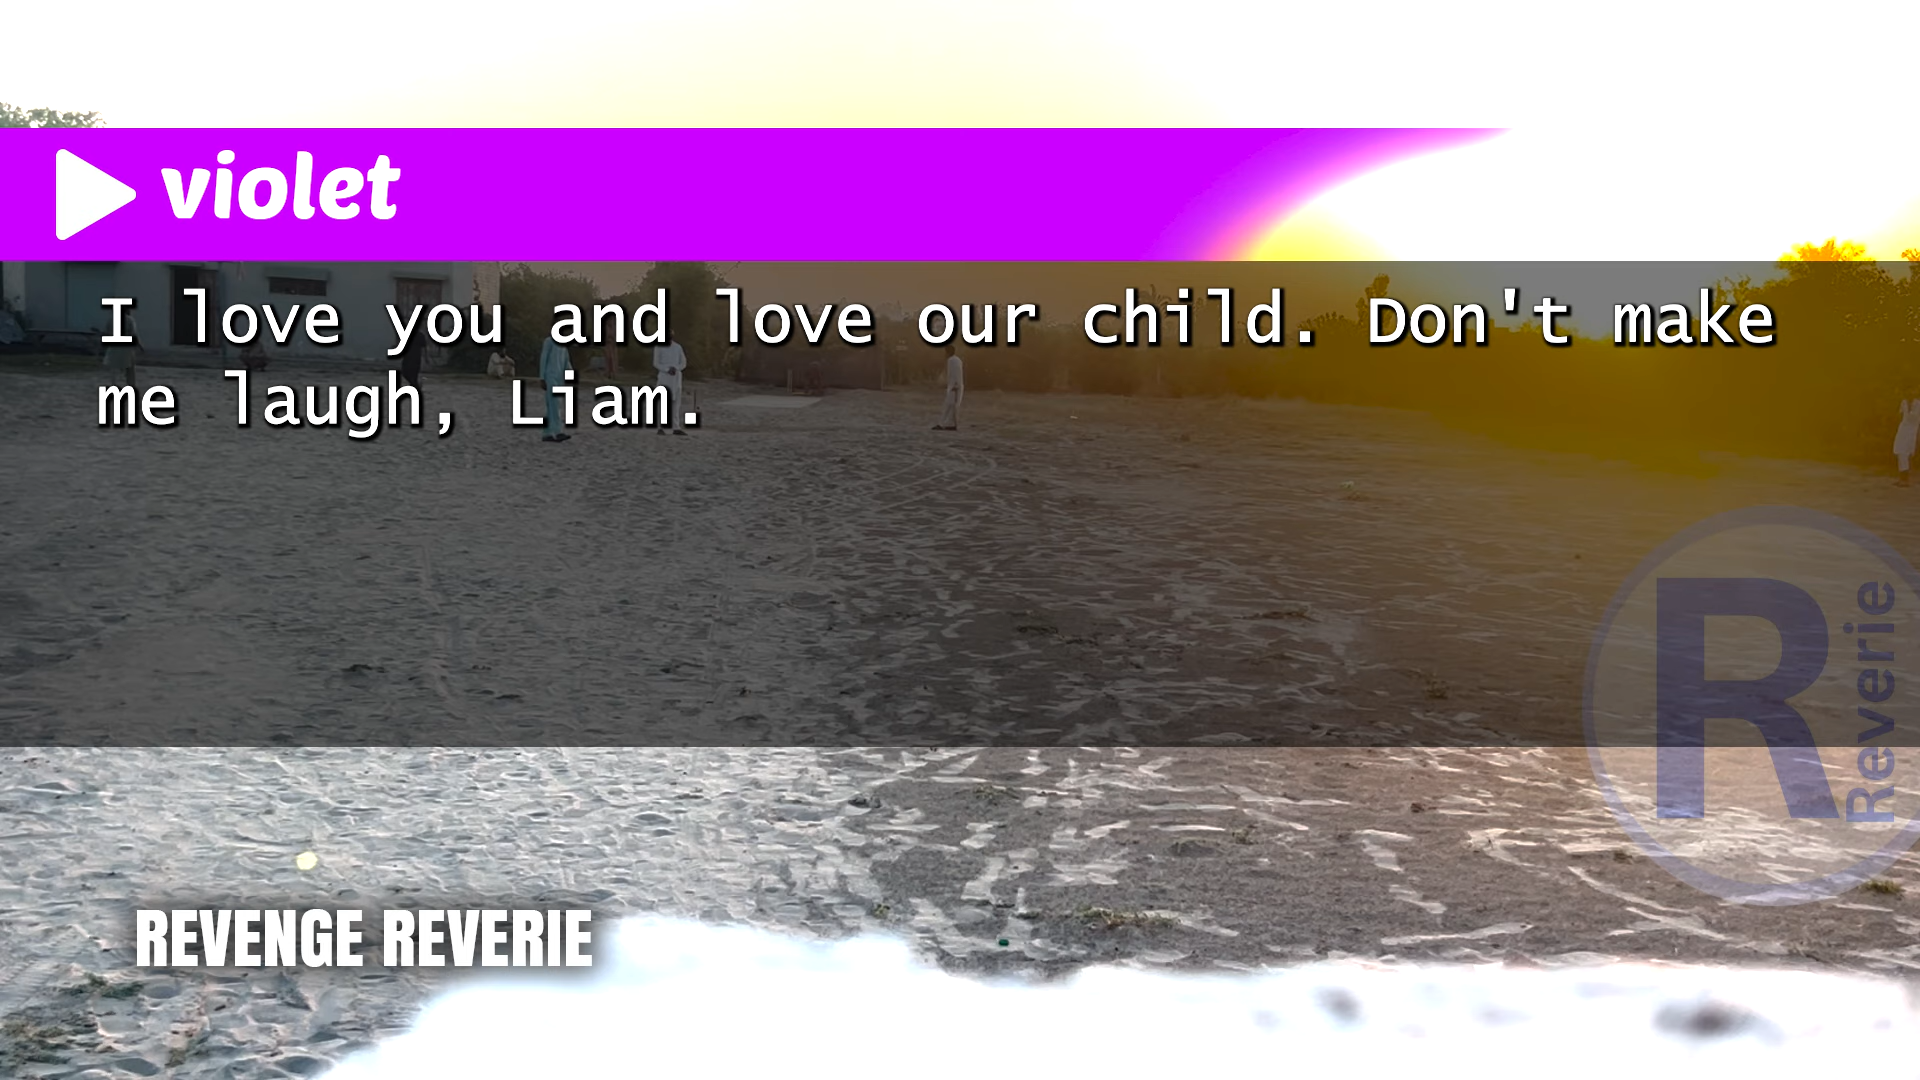 violet
I love you and love our child. Don't make
me laugh, Liam.
R
Reverie
REVENGE REVERIE